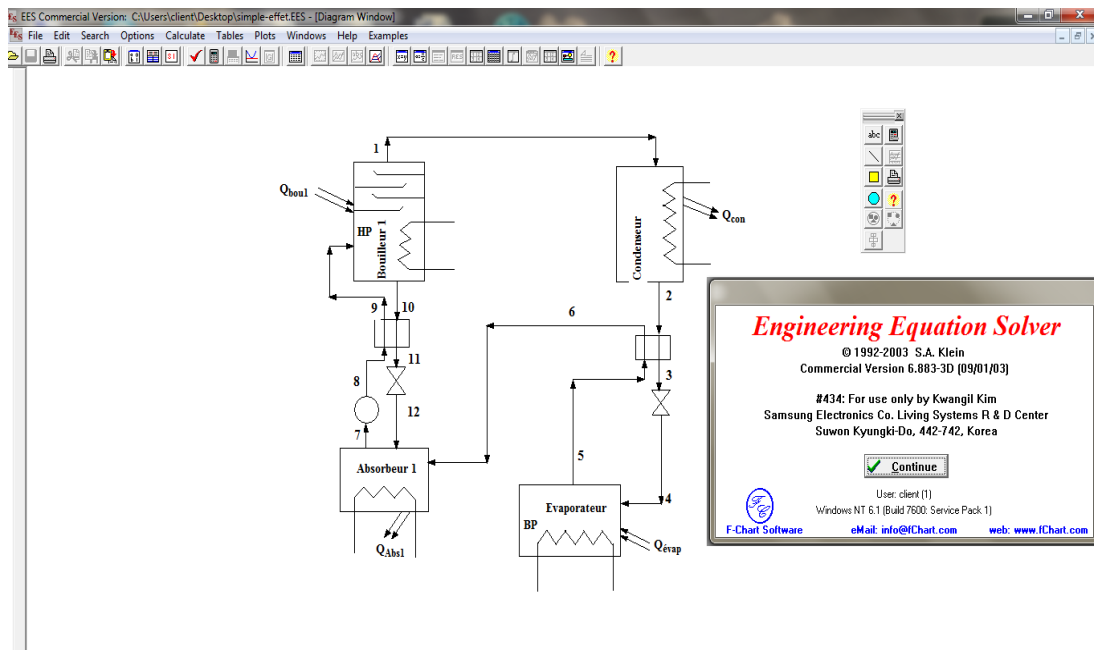 EES Commercial Version: C:\Users\client\Desktop\simple-effet.EES - [Diagram Window]
File Edit Search Options Calculate Tables Plots Windows Help Examples
abc
1
Qbou1
HP
Bouilleur 1
Condenseur
Qcon
9
10
2
6
11
3
8
12
7
5
4
Absorbeur 1
QAbs1
Evaporateur
BP
Qévap
Engineering Equation Solver
© 1992-2003 S.A. Klein
Commercial Version 6.883-3D (09/01/03)
#434: For use only by Kwangil Kim
Samsung Electronics Co. Living Systems R & D Center
Suwon Kyungki-Do, 442-742, Korea
Continue
User: client (1)
Windows NT 6.1 (Build 7600: Service Pack 1)
F-Chart Software eMail: info@fChart.com web: www.fChart.com